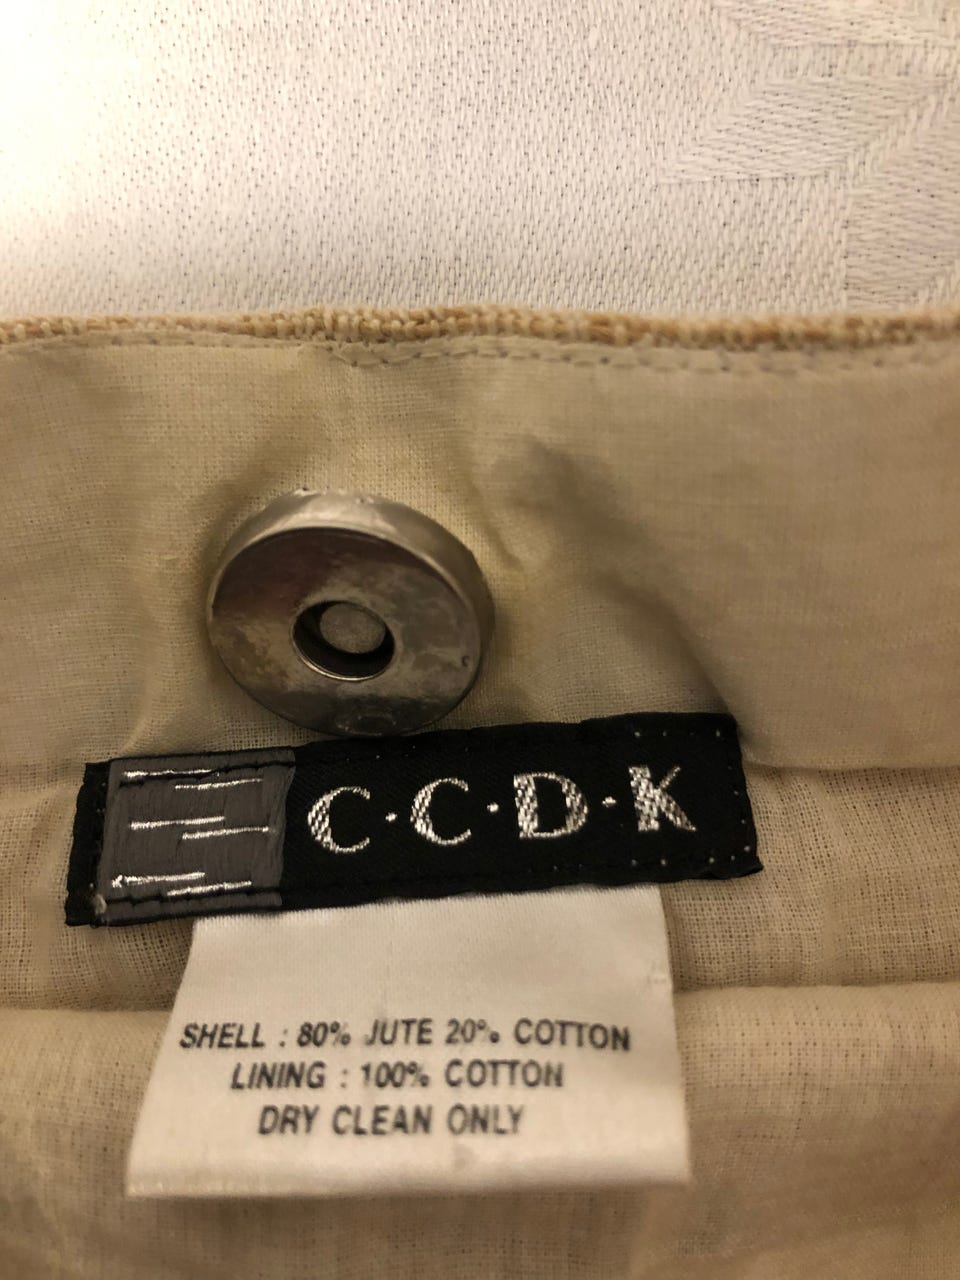 C·C·D·K
SHELL : 80% JUTE 20% COTTON
LINING : 100% COTTON
DRY CLEAN ONLY